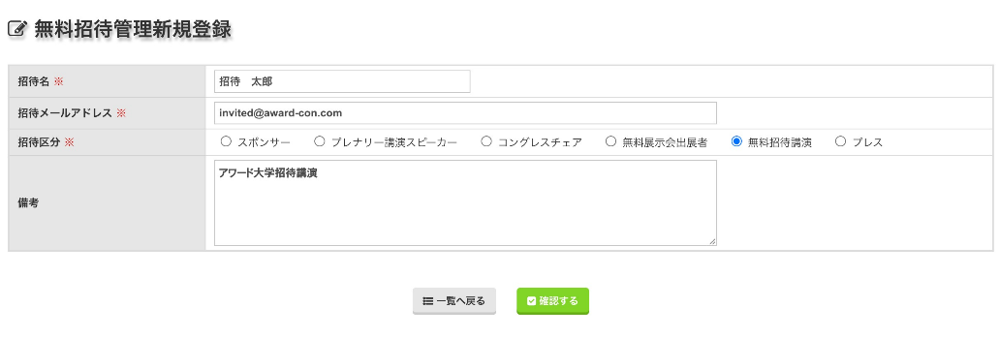 無料招待管理新規登録
招待名 ※ 招待　太郎
招待メールアドレス ※ invited@award-con.com
招待区分 ※ スポンサー プレナリー講演スピーカー コングレスチェア 無料展示会出展者 無料招待講演 プレス
備考 アワード大学招待講演
一覧へ戻る 確認する